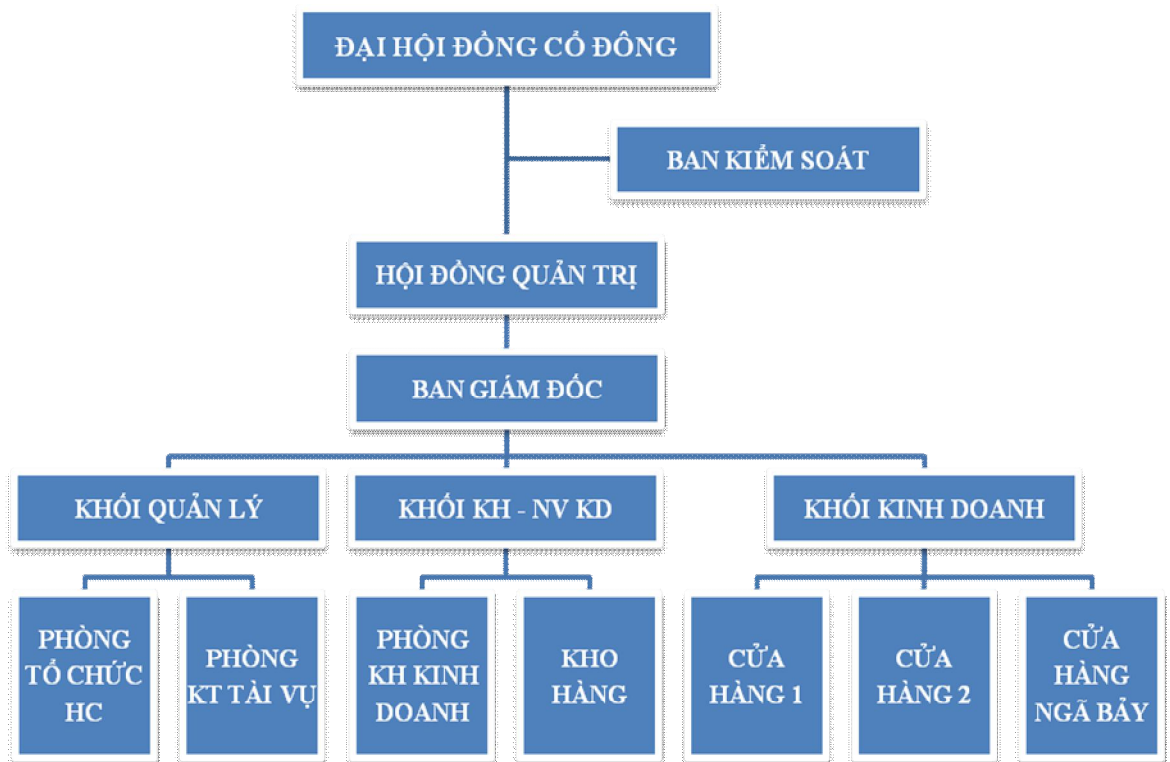 ĐẠI HỘI ĐỒNG CỔ ĐÔNG
BAN KIỂM SOÁT
HỘI ĐỒNG QUẢN TRỊ
BAN GIÁM ĐỐC
KHỐI QUẢN LÝ
KHỐI KH - NV KD
KHỐI KINH DOANH
PHÒNG
TỔ CHỨC
HC
PHÒNG
KT TÀI VỤ
PHÒNG
KH KINH
DOANH
KHO
HÀNG
CỬA
HÀNG 1
CỬA
HÀNG 2
CỬA
HÀNG
NGÃ BẢY